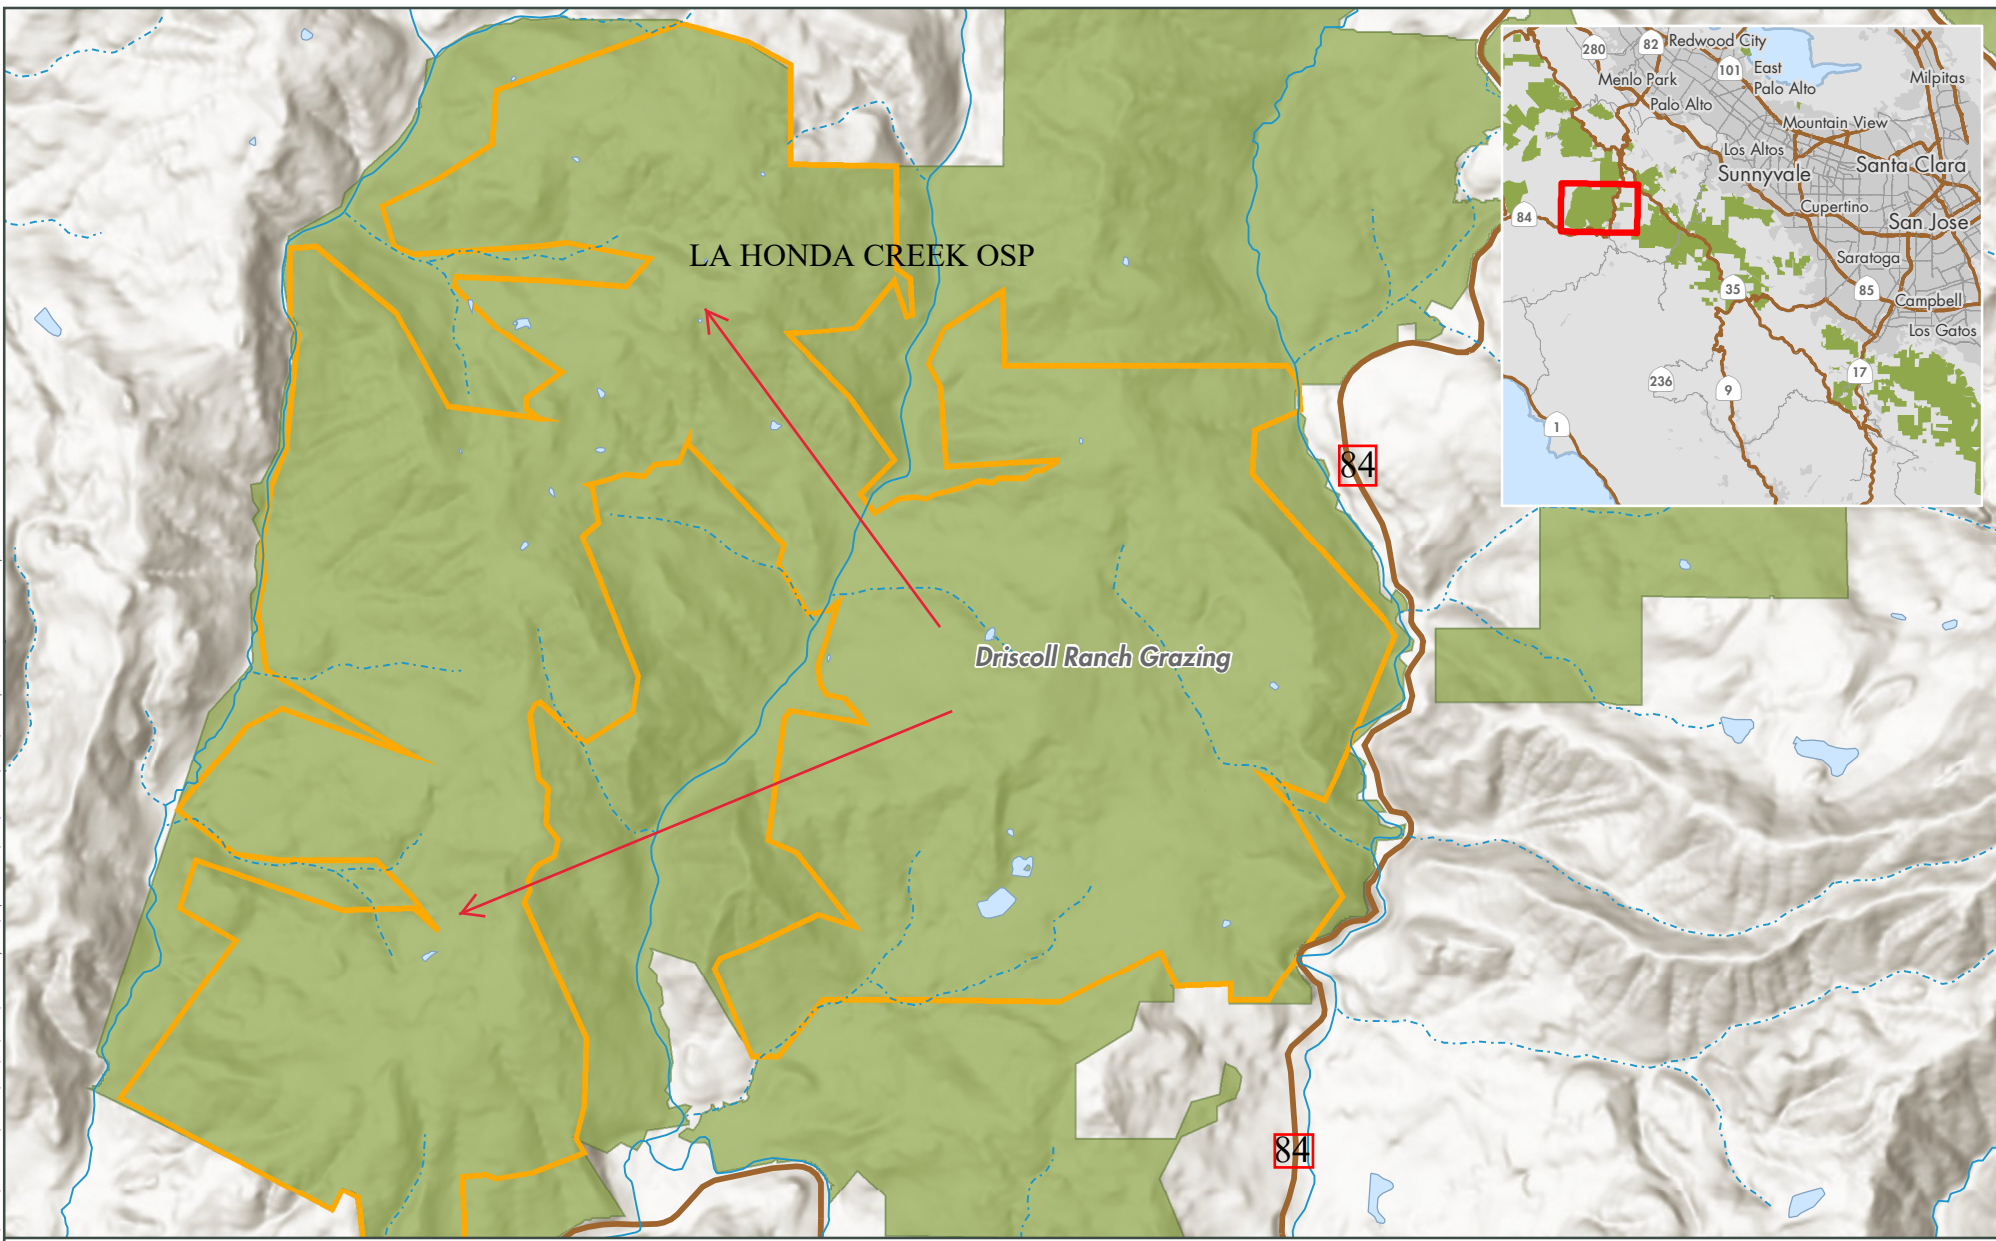 LA HONDA CREEK OSP
84
Driscoll Ranch Grazing
84
280
82
Redwood City
101
East
Palo Alto
Menlo Park
Milpitas
Palo Alto
Mountain View
Los Altos
Santa Clara
Sunnyvale
84
Cupertino
San Jose
Saratoga
35
85
Campbell
Los Gatos
236
9
17
1